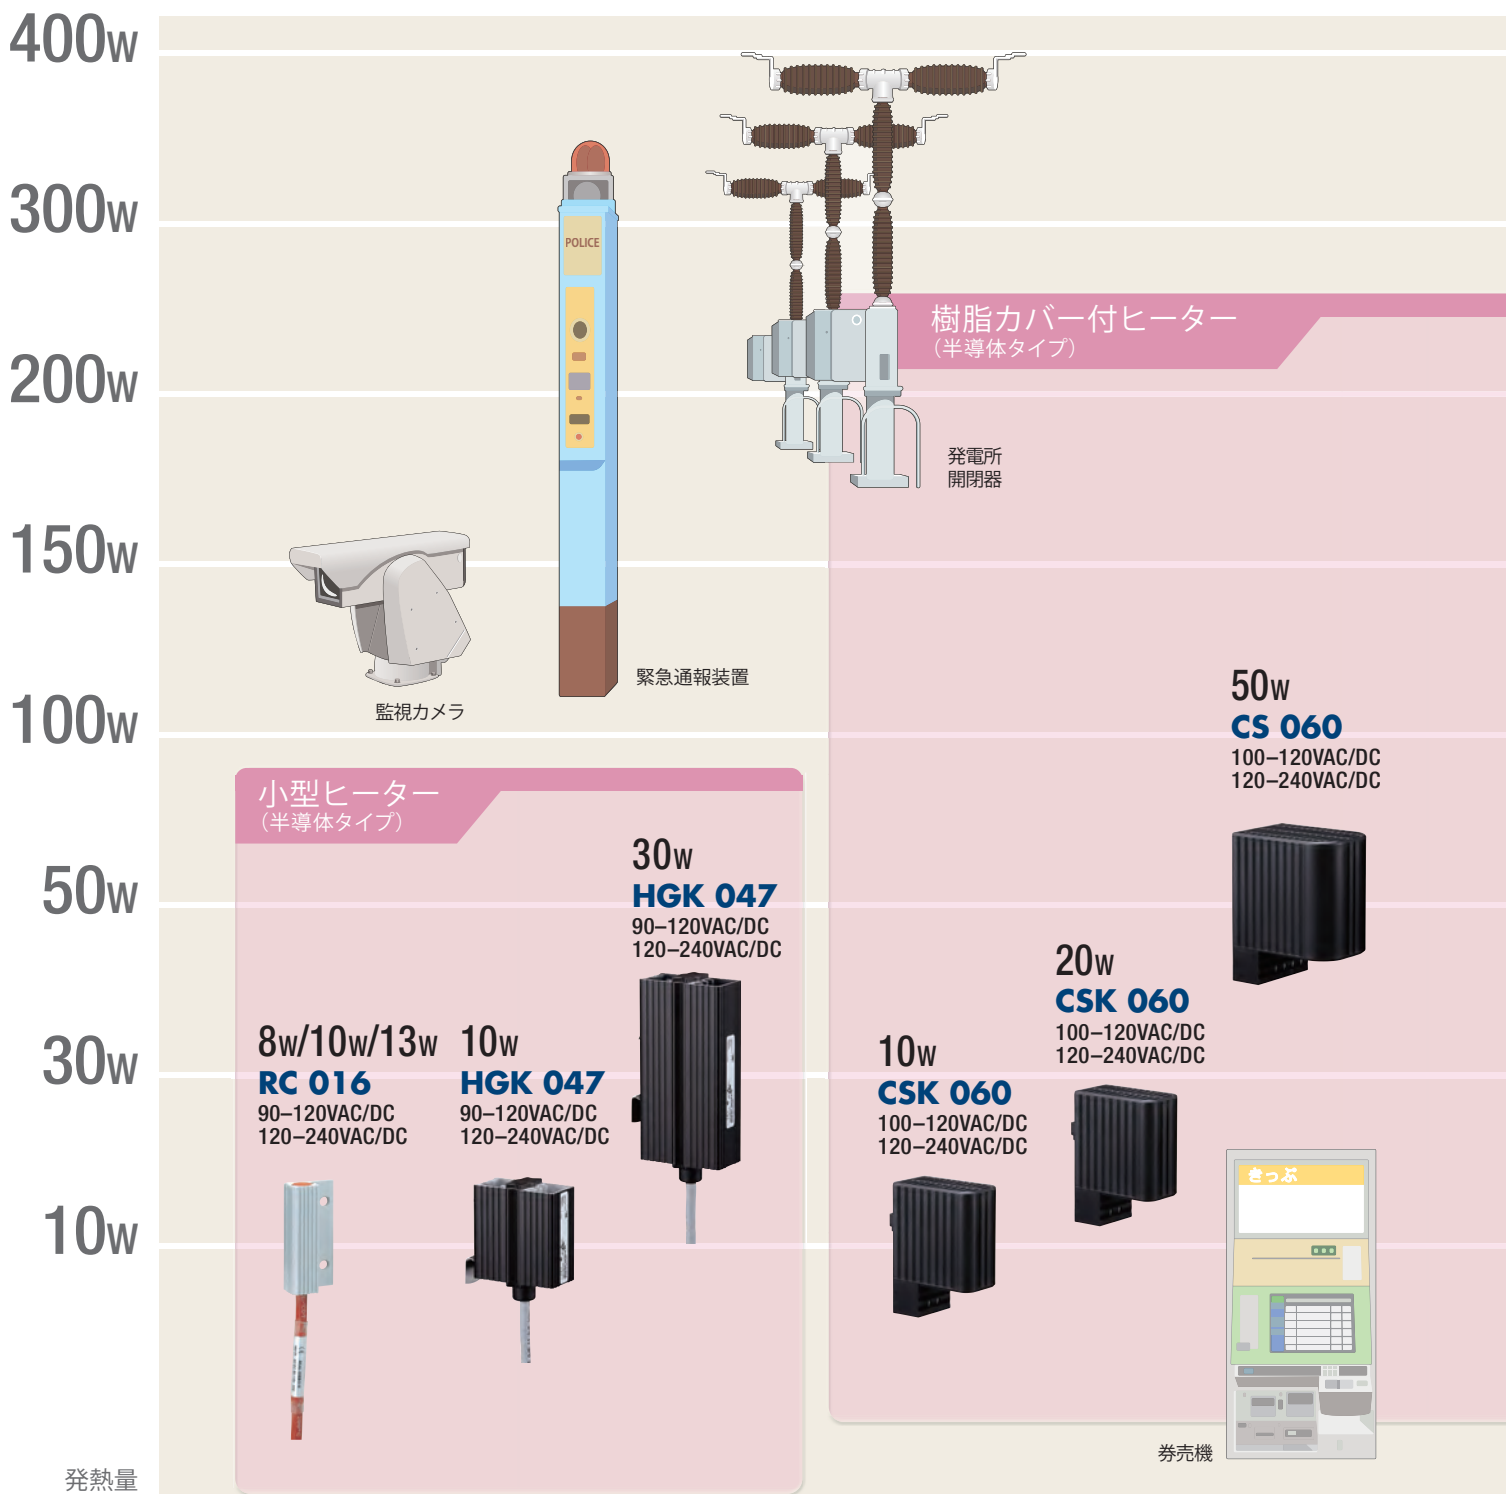 400W
300W
200W
150W
100W
50W
30W
10W
発熱量
POLICE
監視カメラ
緊急通報装置
発電所
開閉器
小型ヒーター
（半導体タイプ）
8W/10W/13W
RC 016
90–120VAC/DC
120–240VAC/DC
10W
HGK 047
90–120VAC/DC
120–240VAC/DC
30W
HGK 047
90–120VAC/DC
120–240VAC/DC
樹脂カバー付ヒーター
（半導体タイプ）
10W
CSK 060
100–120VAC/DC
120–240VAC/DC
20W
CSK 060
100–120VAC/DC
120–240VAC/DC
50W
CS 060
100–120VAC/DC
120–240VAC/DC
きっぷ
券売機